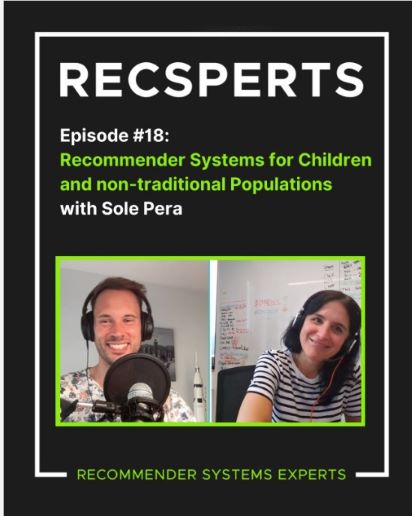 RECSPERTS
Episode #18:
Recommender Systems for Children
and non-traditional Populations
with Sole Pera
RECOMMENDER SYSTEMS EXPERTS